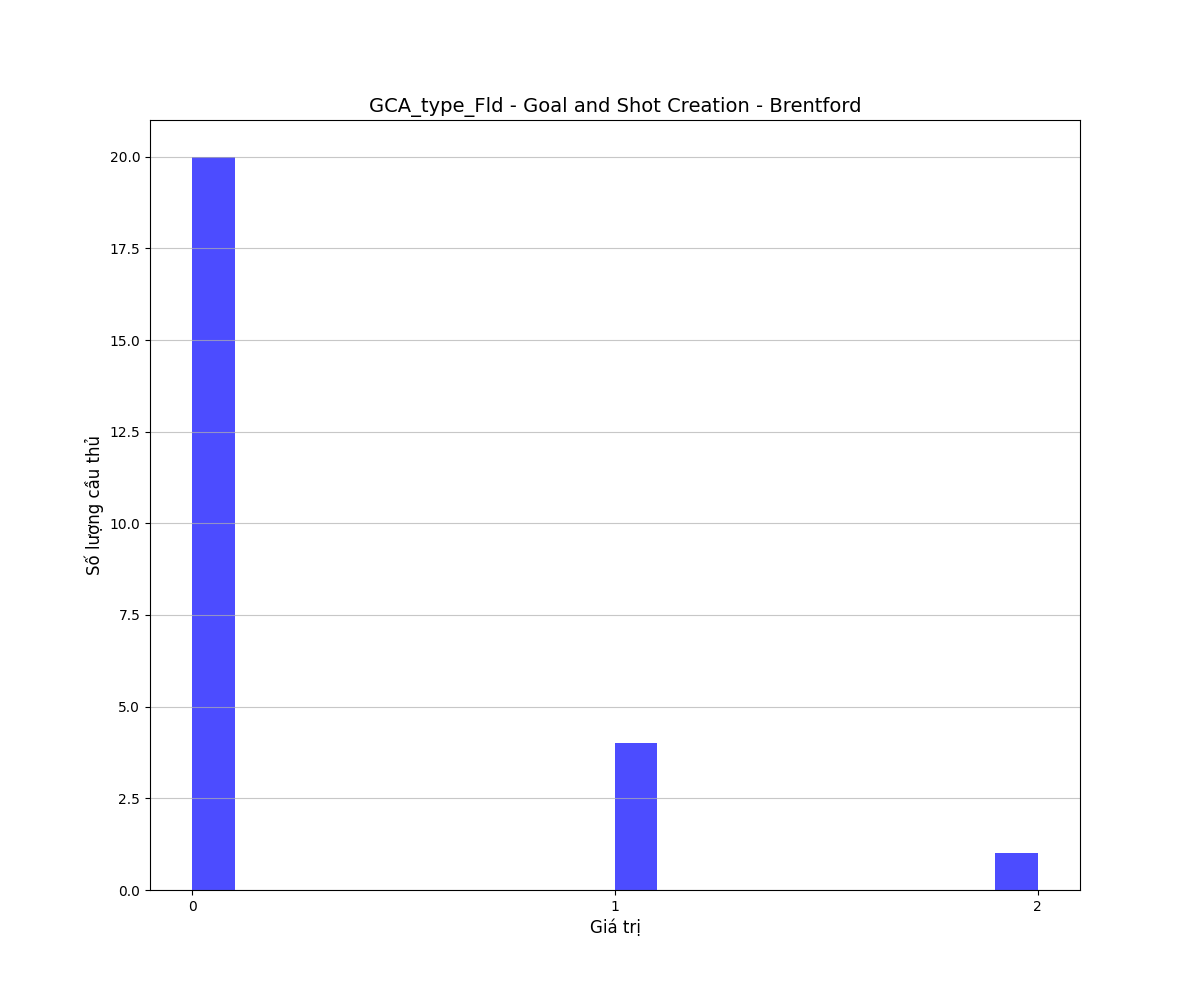 GCA_type_Fld - Goal and Shot Creation - Brentford
20.0
17.5
15.0
12.5
10.0
7.5
5.0
2.5
0.0
Số lượng cầu thủ
0 1 2
Giá trị